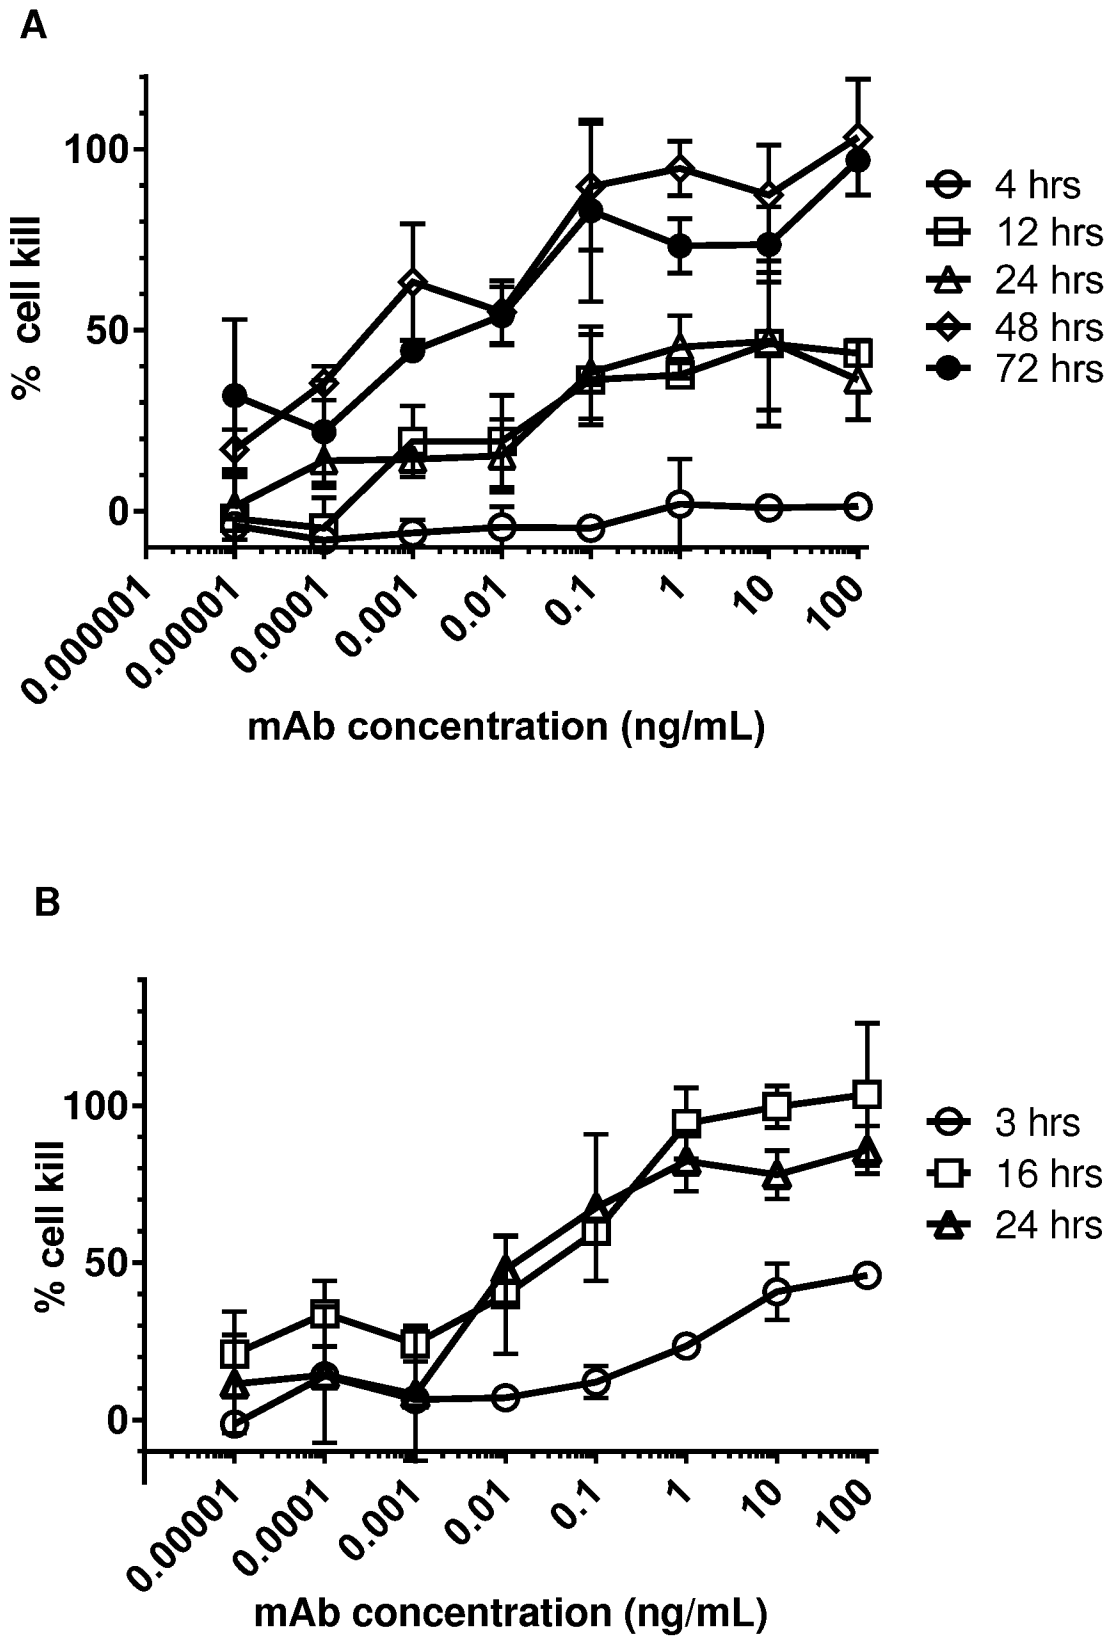 A
% cell kill
100
50
0
0.000001
0.00001
0.0001
0.001
0.01
0.1
1
10
100
mAb concentration (ng/mL)
4 hrs
12 hrs
24 hrs
48 hrs
72 hrs
B
% cell kill
100
50
0
0.00001
0.0001
0.001
0.01
0.1
1
10
100
mAb concentration (ng/mL)
3 hrs
16 hrs
24 hrs